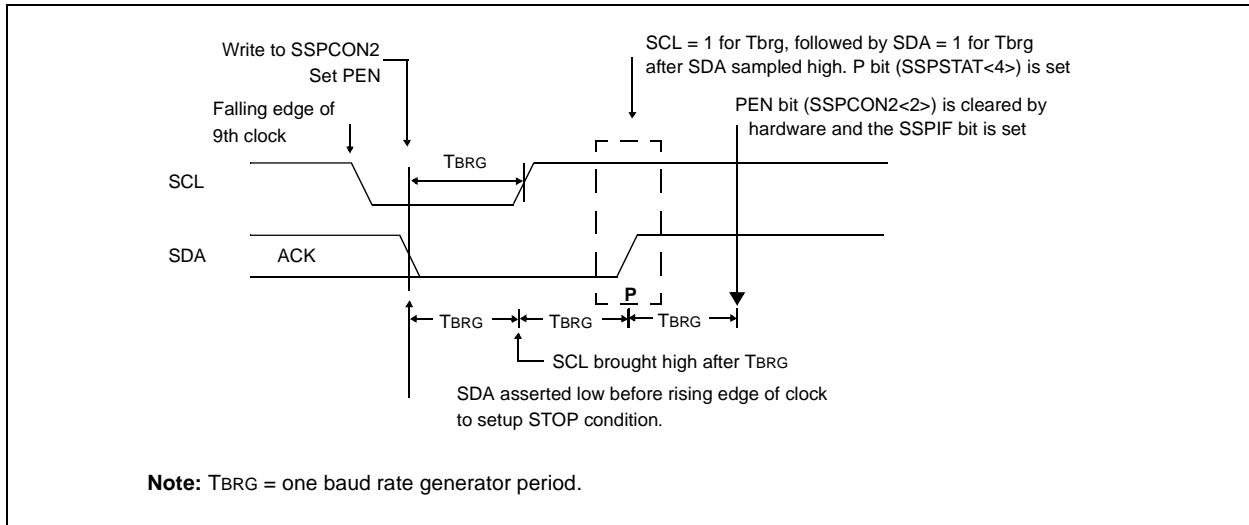 Write to SSPCON2
Set PEN
SCL = 1 for Tbrg, followed by SDA = 1 for Tbrg
after SDA sampled high. P bit (SSPSTAT<4>) is set
Falling edge of
9th clock
PEN bit (SSPCON2<2>) is cleared by
hardware and the SSPIF bit is set
TBRG
SCL
SDA
ACK
P
TBRG
TBRG
TBRG
SCL brought high after TBRG
SDA asserted low before rising edge of clock
to setup STOP condition.
Note: TBRG = one baud rate generator period.